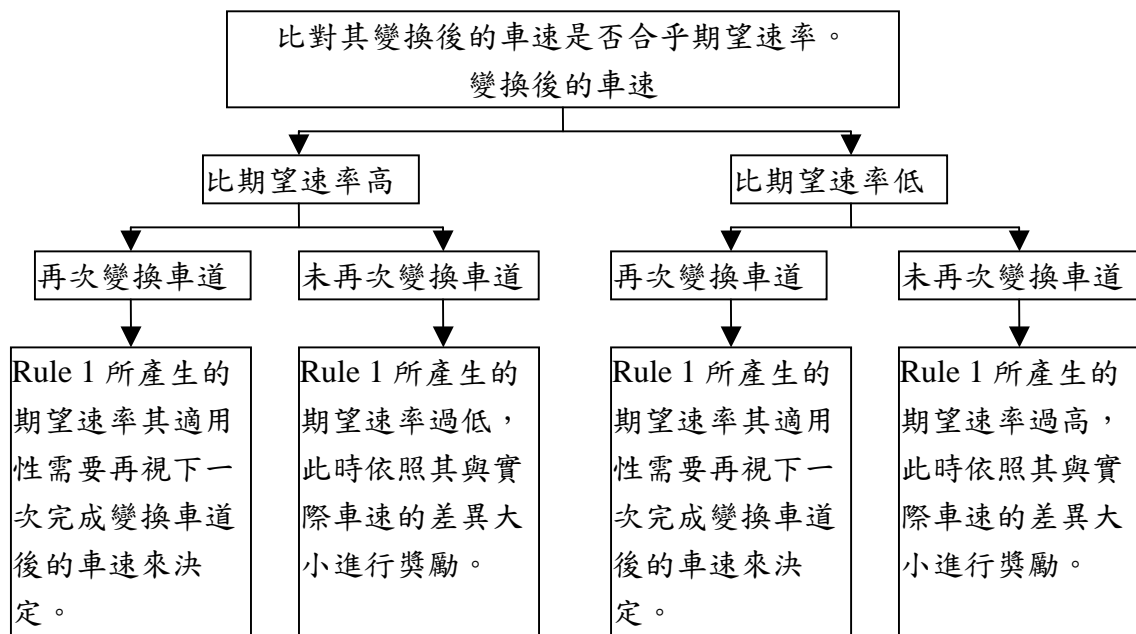 比對其變換後的車速是否合乎期望速率。
變換後的車速
比期望速率高
比期望速率低
再次變換車道
未再次變換車道
再次變換車道
未再次變換車道
Rule 1 所產生的
期望速率其適用
性需要再視下一
次完成變換車道
後的車速來決
定。
Rule 1 所產生的
期望速率過低，
此時依照其與實
際車速的差異大
小進行獎勵。
Rule 1 所產生的
期望速率其適用
性需要再視下一
次完成變換車道
後的車速來決
定。
Rule 1 所產生的
期望速率過高，
此時依照其與實
際車速的差異大
小進行獎勵。